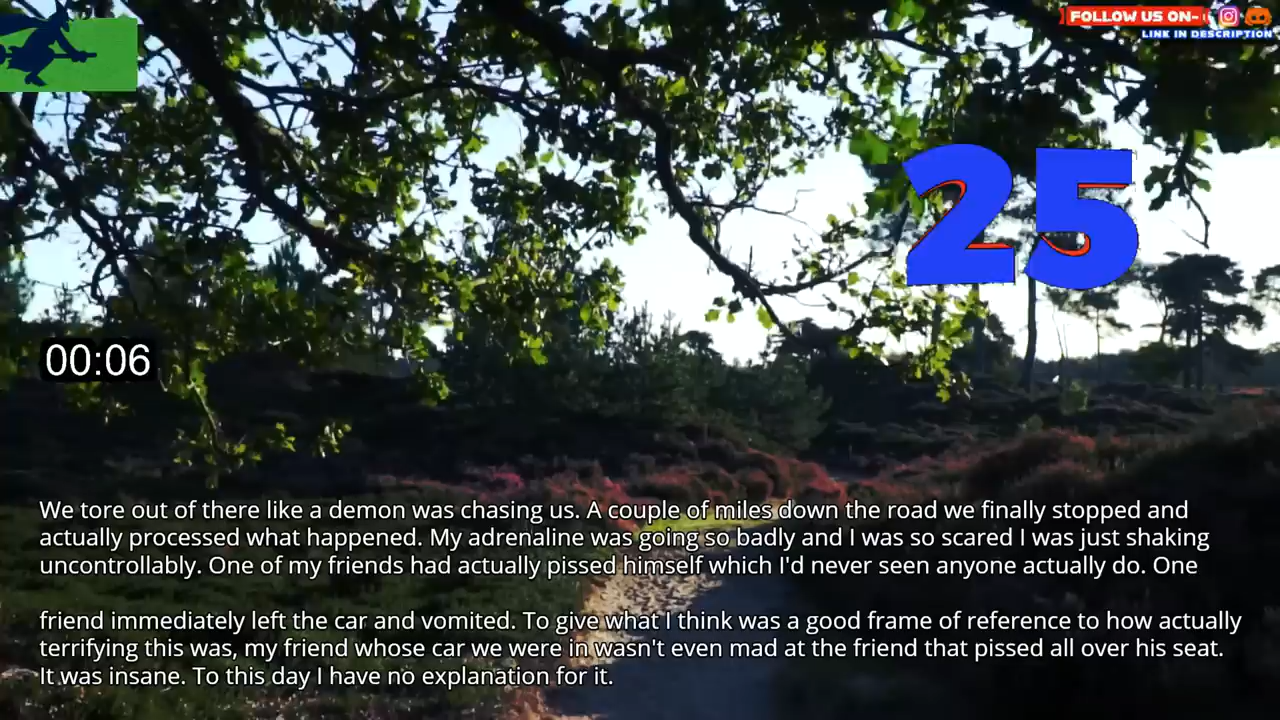 FOLLOW US ON-
LINK IN DESCRIPTION
25
00:06
We tore out of there like a demon was chasing us. A couple of miles down the road we finally stopped and
actually processed what happened. My adrenaline was going so badly and I was so scared I was just shaking
uncontrollably. One of my friends had actually pissed himself which I'd never seen anyone actually do. One
friend immediately left the car and vomited. To give what I think was a good frame of reference to how actually
terrifying this was, my friend whose car we were in wasn't even mad at the friend that pissed all over his seat.
It was insane. To this day I have no explanation for it.